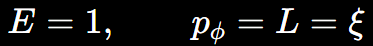 E = 1, p_ϕ = L = ξ